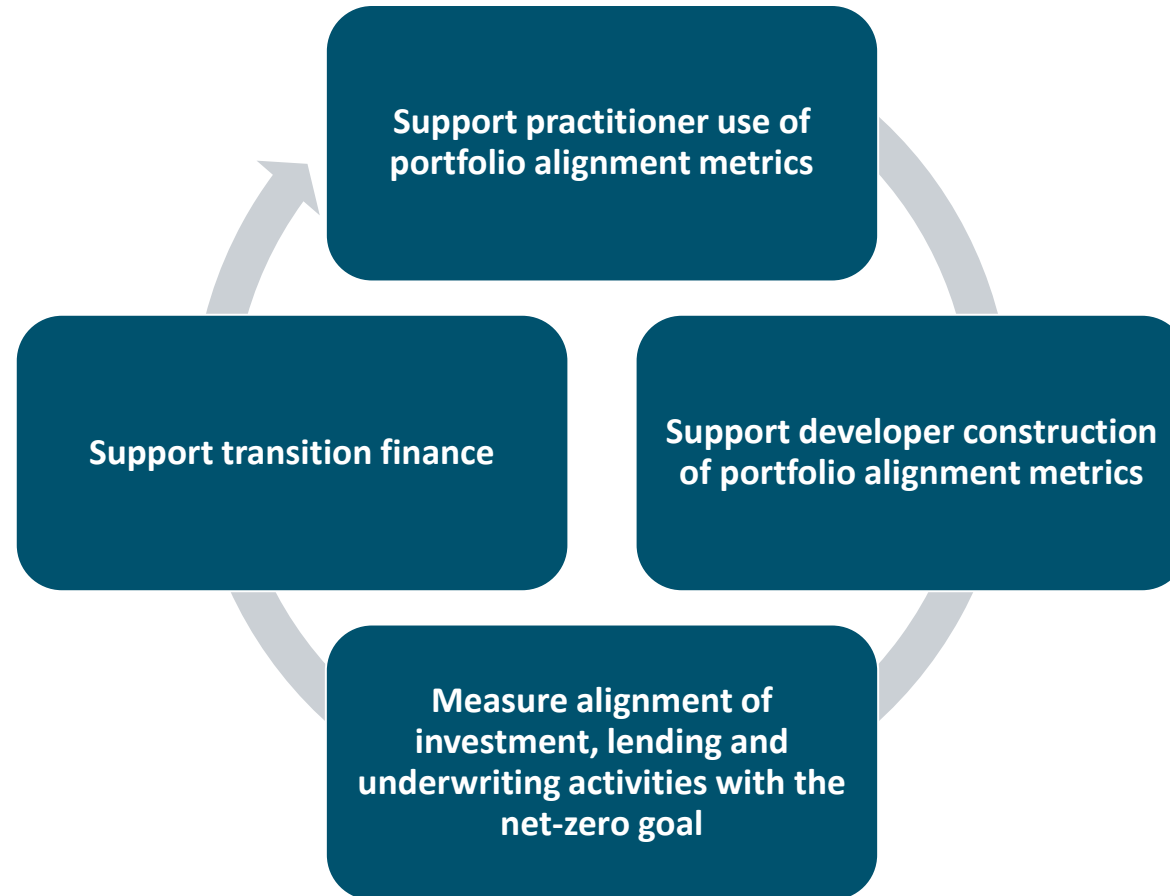 Support practitioner use of
portfolio alignment metrics
Support transition finance
Support developer construction
of portfolio alignment metrics
Measure alignment of
investment, lending and
underwriting activities with the
net-zero goal